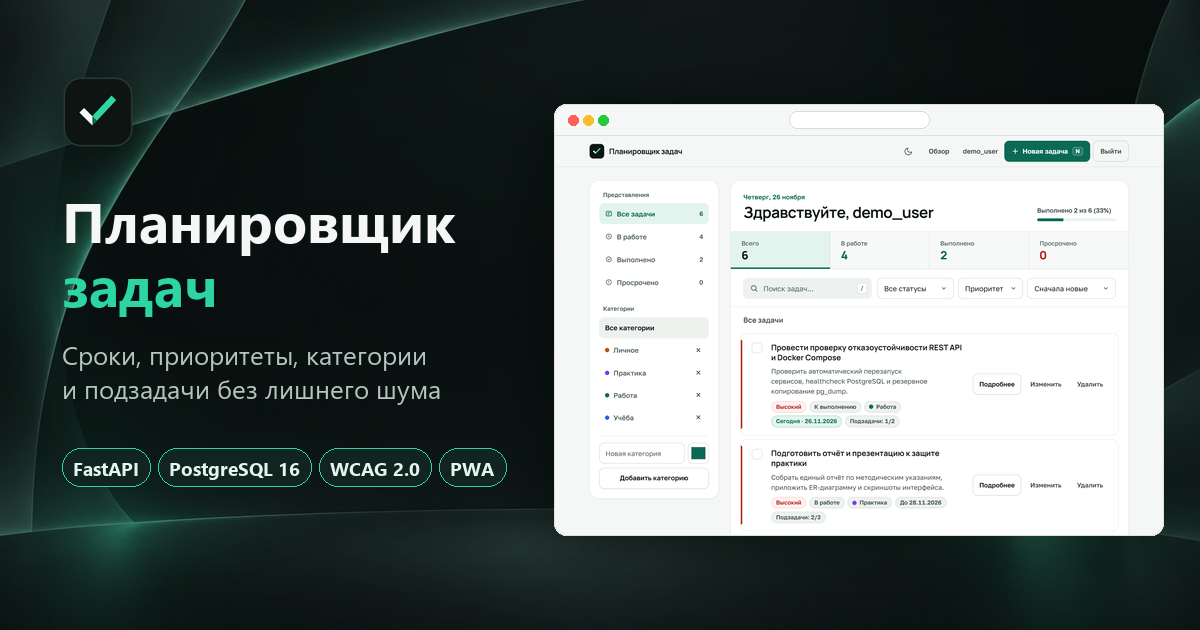 Планировщик
задач
Сроки, приоритеты, категории
и подзадачи без лишнего шума
FastAPI
PostgreSQL 16
WCAG 2.0
PWA
Планировщик задач
Обзор
demo_user
+ Новая задача N
Выйти
Представления
Все задачи 6
В работе 4
Выполнено 2
Просрочено 0
Категории
Все категории
Личное ×
Практика ×
Работа ×
Учёба ×
Новая категория
Добавить категорию
Четверг, 26 ноября
Здравствуйте, demo_user
Выполнено 2 из 6 (33%)
Всего
6
В работе
4
Выполнено
2
Просрочено
0
Поиск задач... /
Все статусы
Приоритет
Сначала новые
Все задачи
Провести проверку отказоустойчивости REST API
и Docker Compose
Проверить автоматический перезапуск
сервисов, healthcheck PostgreSQL и резервное
копирование pg_dump.
Высокий
К выполнению
Работа
Сегодня · 26.11.2026
Подзадачи: 1/2
Подробнее
Изменить
Удалить
Подготовить отчёт и презентацию к защите
практики
Собрать единый отчёт по методическим указаниям,
приложить ER-диаграмму и скриншоты интерфейса.
Высокий
В работе
Практика
До 28.11.2026
Подзадачи: 2/3
Подробнее
Изменить
Удалить